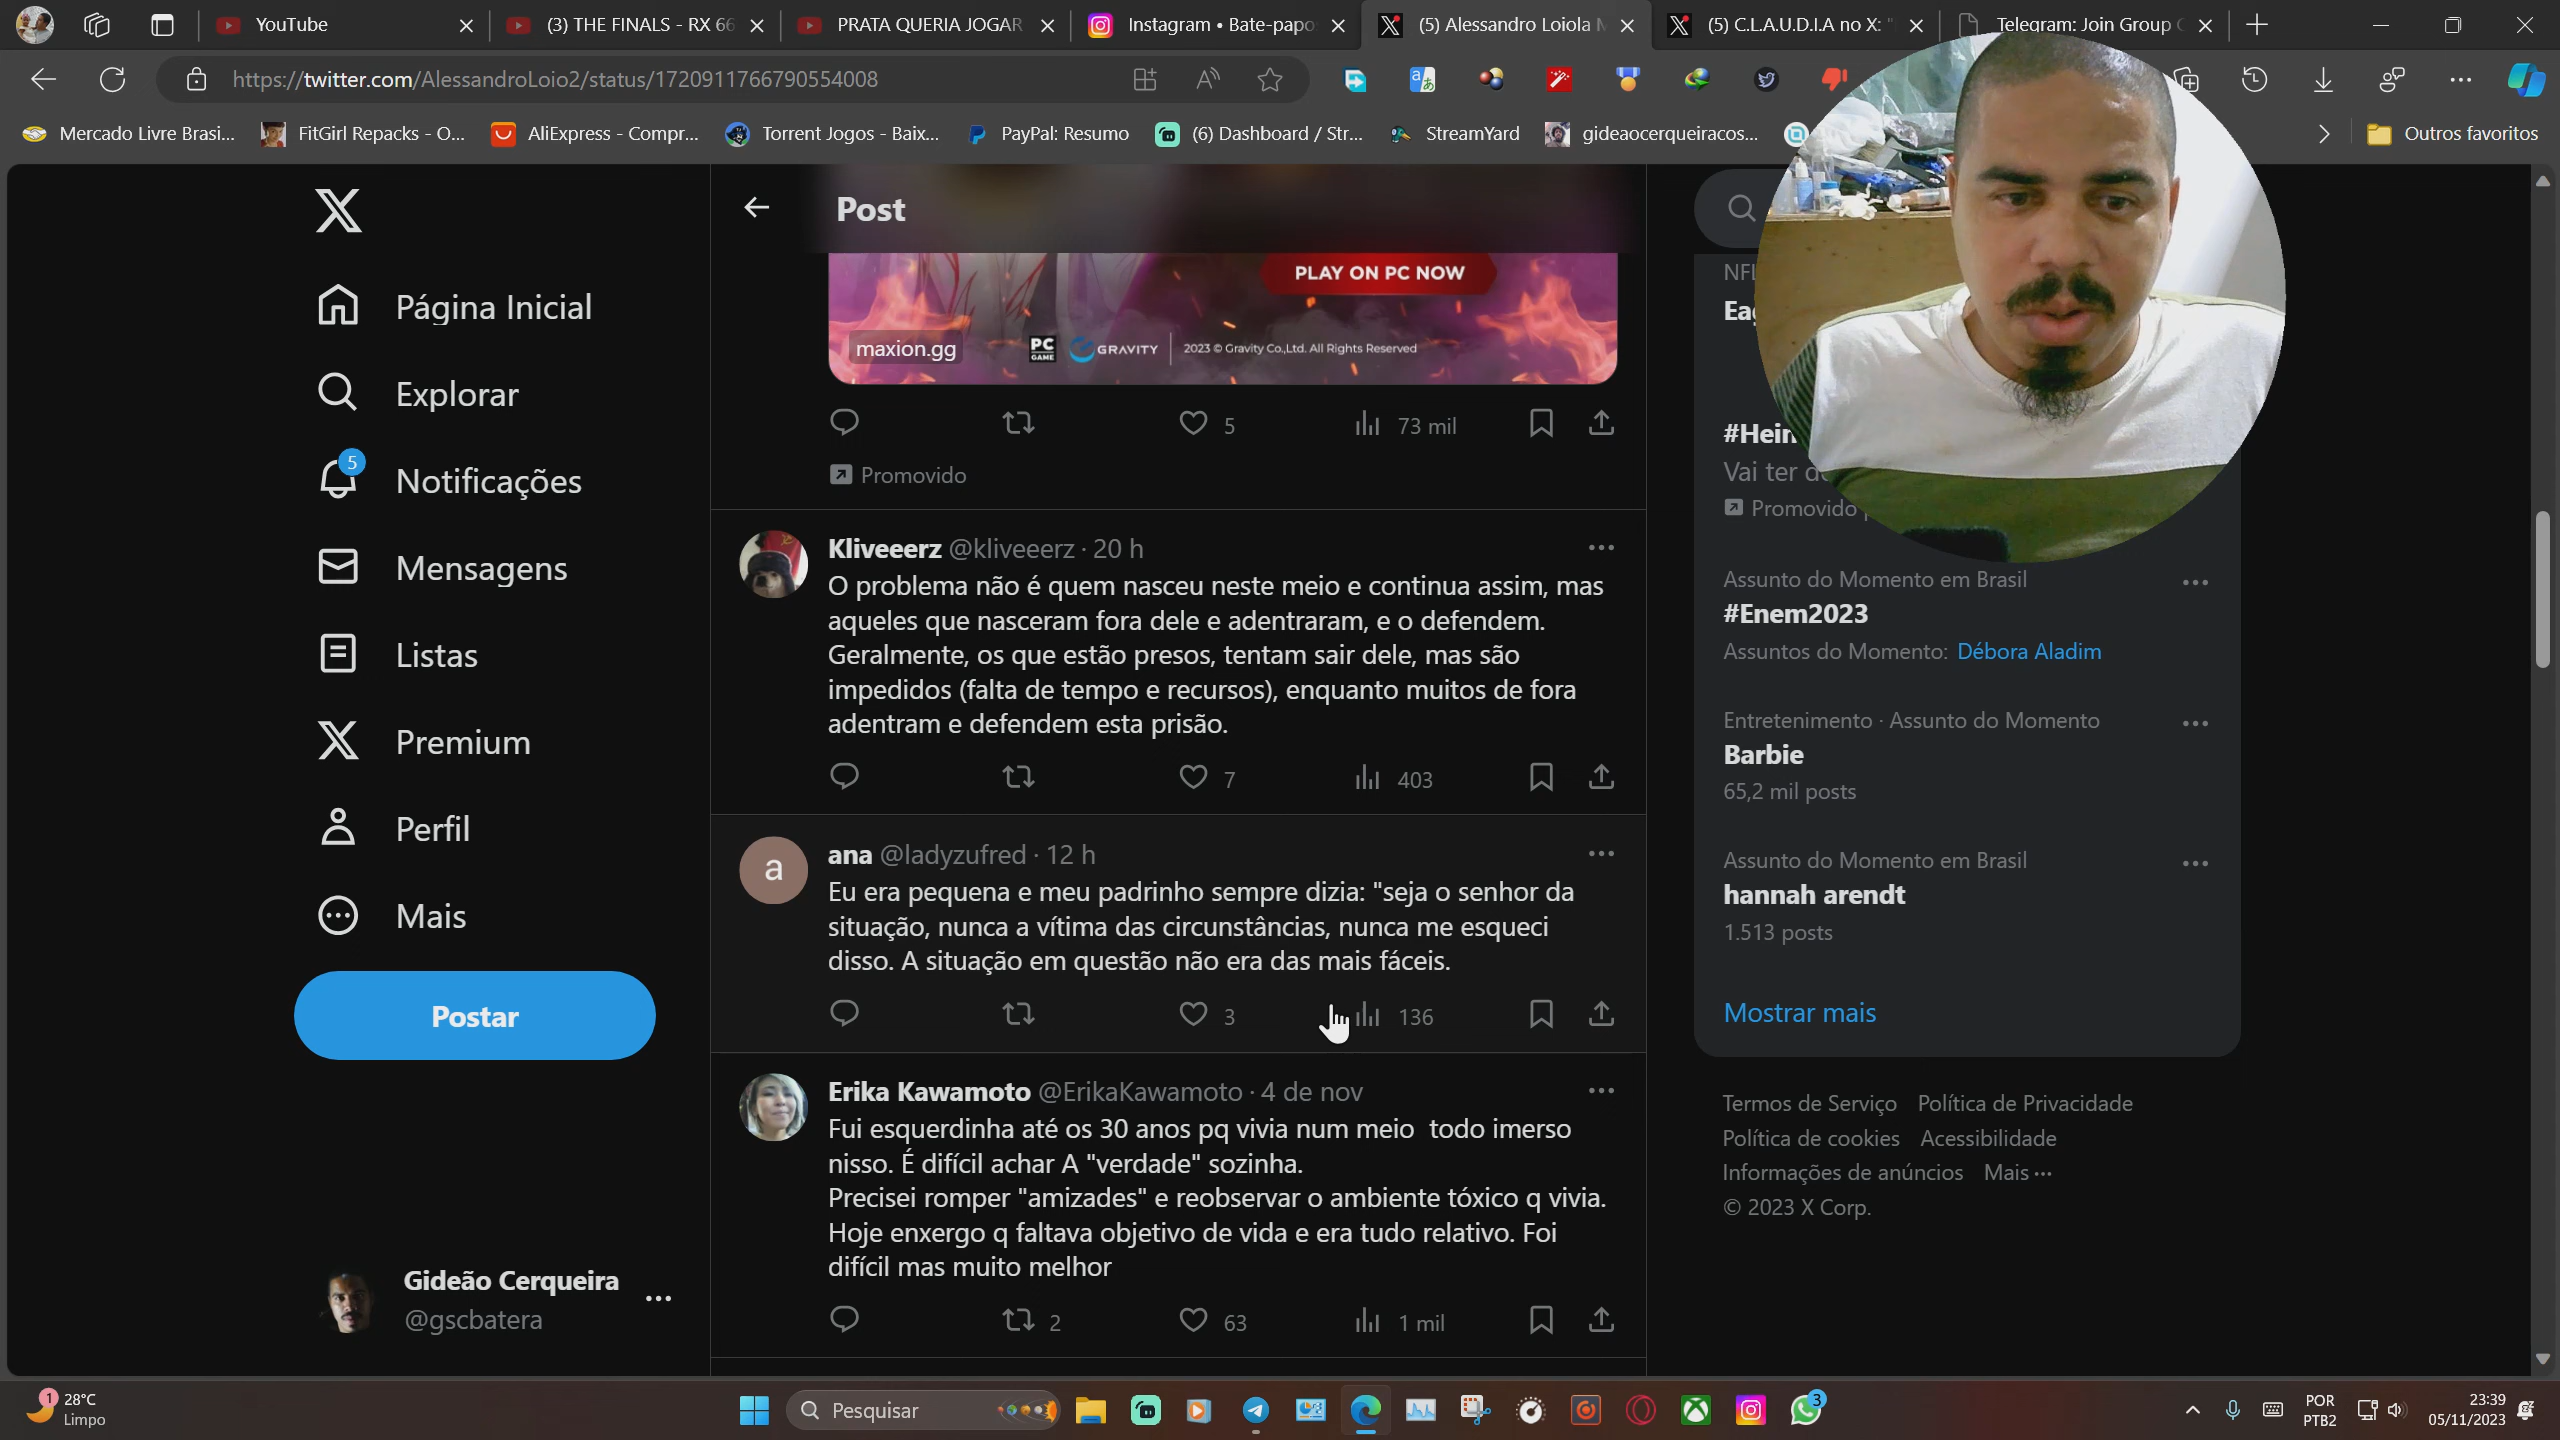 YouTube
(3) THE FINALS - RX 66
PRATA QUERIA JOGAR
Instagram • Bate-papo
(5) Alessandro Loiola M
(5) C.L.A.U.D.I.A no X: "
Telegram: Join Group C
https://twitter.com/AlessandroLoio2/status/1720911766790554008
Mercado Livre Brasi...
FitGirl Repacks - O...
AliExpress - Compr...
Torrent Jogos - Baix...
PayPal: Resumo
(6) Dashboard / Str...
StreamYard
gideaocerqueiracos...
Outros favoritos
Página Inicial
Explorar
5
Notificações
Mensagens
Listas
Premium
Perfil
Mais
Postar
Gideão Cerqueira
@gscbatera
Post
PLAY ON PC NOW
maxion.gg
PC GAME GRAVITY 2023 © Gravity Co.,Ltd. All Rights Reserved
5 73 mil
Promovido
Kliveeerz @kliveeerz · 20 h
O problema não é quem nasceu neste meio e continua assim, mas
aqueles que nasceram fora dele e adentraram, e o defendem.
Geralmente, os que estão presos, tentam sair dele, mas são
impedidos (falta de tempo e recursos), enquanto muitos de fora
adentram e defendem esta prisão.
7 403
a
ana @ladyzufred · 12 h
Eu era pequena e meu padrinho sempre dizia: "seja o senhor da
situação, nunca a vítima das circunstâncias, nunca me esqueci
disso. A situação em questão não era das mais fáceis.
3 136
Erika Kawamoto @ErikaKawamoto · 4 de nov
Fui esquerdinha até os 30 anos pq vivia num meio todo imerso
nisso. É difícil achar A "verdade" sozinha.
Precisei romper "amizades" e reobservar o ambiente tóxico q vivia.
Hoje enxergo q faltava objetivo de vida e era tudo relativo. Foi
difícil mas muito melhor
2 63 1 mil
NFL
#Hein
Vai ter d
Promovido
Assunto do Momento em Brasil
#Enem2023
Assuntos do Momento: Débora Aladim
Entretenimento · Assunto do Momento
Barbie
65,2 mil posts
Assunto do Momento em Brasil
hannah arendt
1.513 posts
Mostrar mais
Termos de Serviço Política de Privacidade
Política de cookies Acessibilidade
Informações de anúncios Mais ···
© 2023 X Corp.
1
28°C
Limpo
Pesquisar
3
POR
PTB2
23:39
05/11/2023